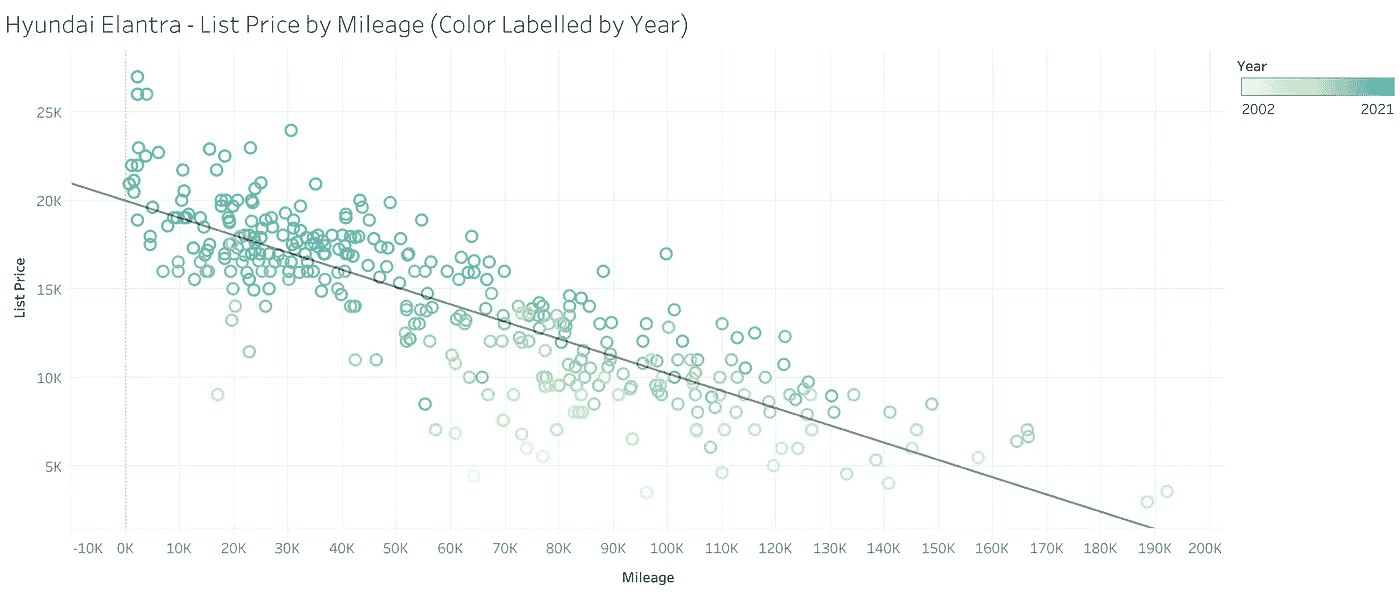 Hyundai Elantra - List Price by Mileage (Color Labelled by Year)
Year
2002 2021
25K
20K
15K
10K
5K
List Price
-10K 0K 10K 20K 30K 40K 50K 60K 70K 80K 90K 100K 110K 120K 130K 140K 150K 160K 170K 180K 190K 200K
Mileage